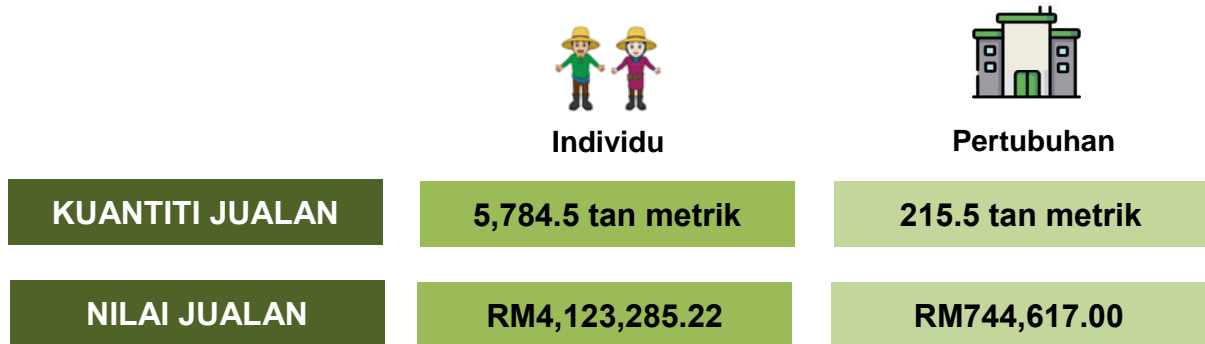 Individu
Pertubuhan
KUANTITI JUALAN
5,784.5 tan metrik
215.5 tan metrik
NILAI JUALAN
RM4,123,285.22
RM744,617.00